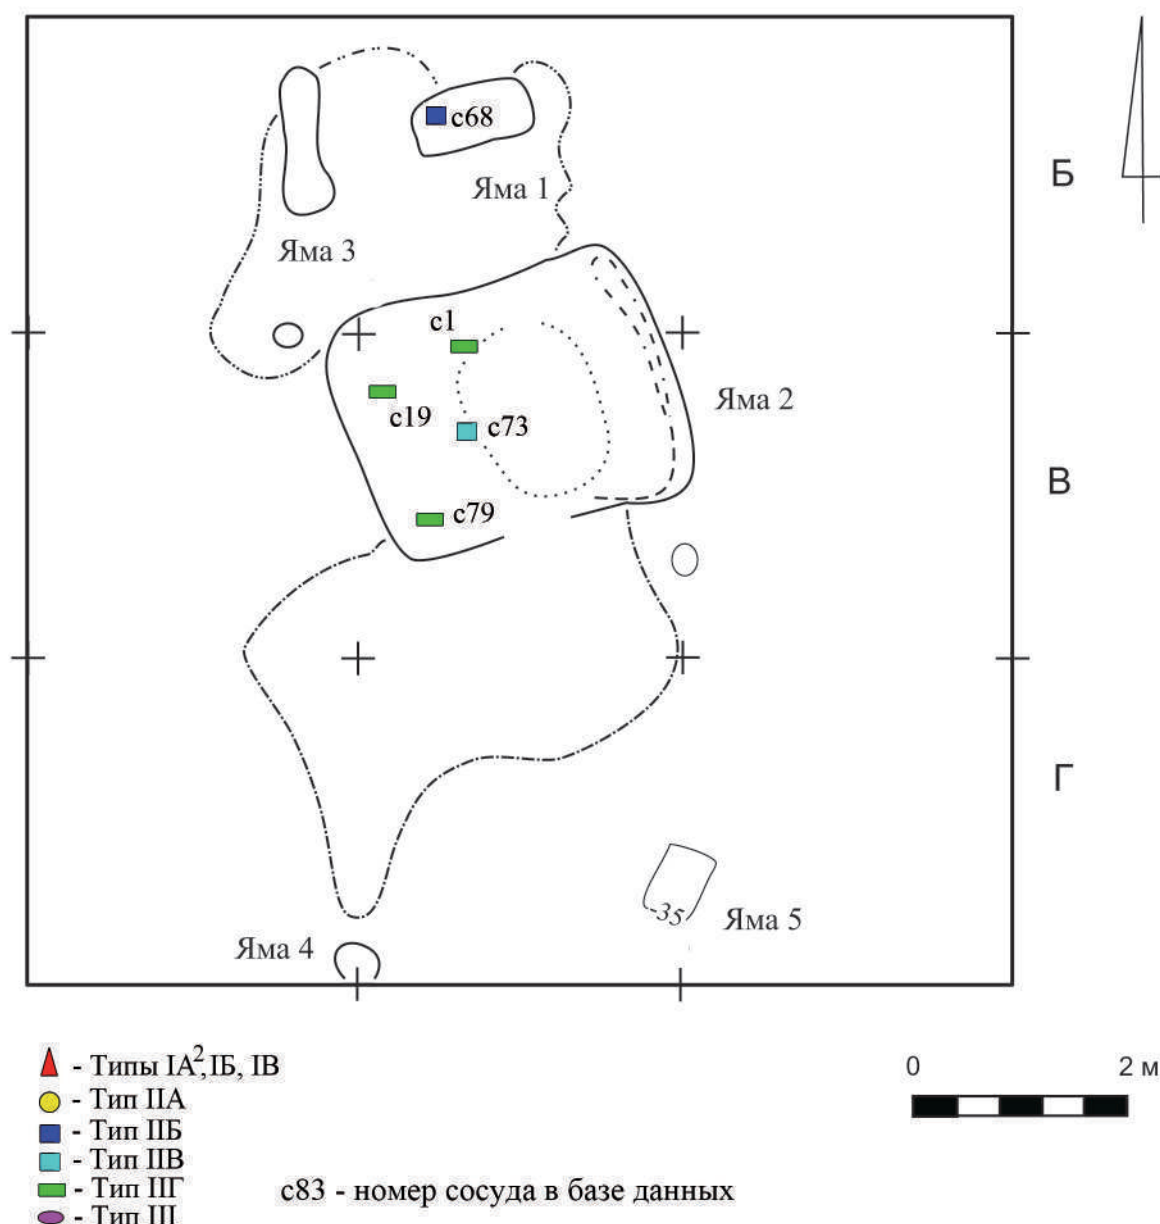 с68
Яма 1
Б
Яма 3
с1
с19
с73
Яма 2
В
с79
Г
-35
Яма 5
Яма 4
- Типы IА²,IБ, IВ
- Тип IIА
- Тип IIБ
- Тип IIВ
- Тип IIГ
- Тип III
0 2 м
с83 - номер сосуда в базе данных